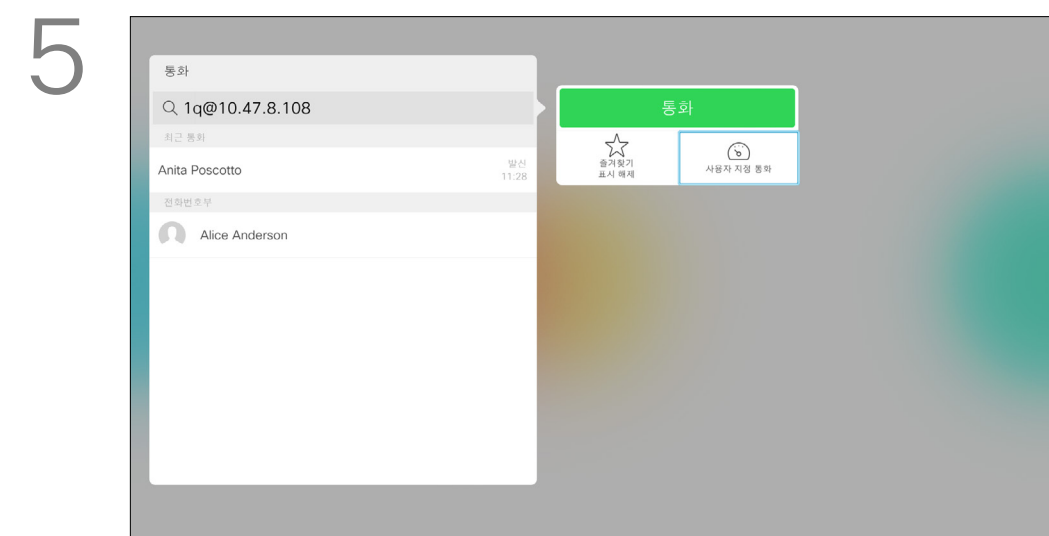 5
통화
1q@10.47.8.108
통화
최근 통화
Anita Poscotto
발신
11:28
즐겨찾기
표시 해제
사용자 지정 통화
전화번호부
Alice Anderson